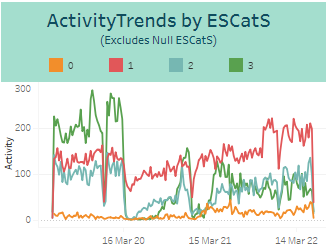 ActivityTrends by ESCatS
(Excludes Null ESCatS)
0 1 2 3
300
200
100
0
Activity
16 Mar 20 15 Mar 21 14 Mar 22